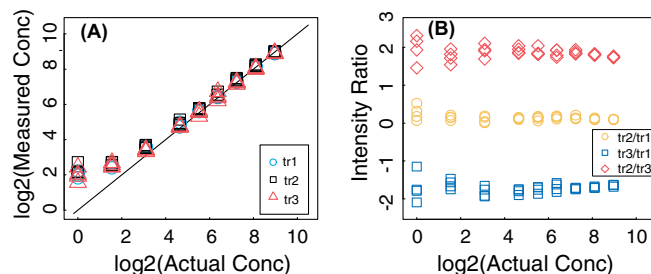 (A)
log2(Measured Conc)
10
8
6
4
2
0
0 2 4 6 8 10
log2(Actual Conc)
tr1
tr2
tr3
(B)
Intensity Ratio
2
1
0
-1
-2
0 2 4 6 8 10
log2(Actual Conc)
tr2/tr1
tr3/tr1
tr2/tr3